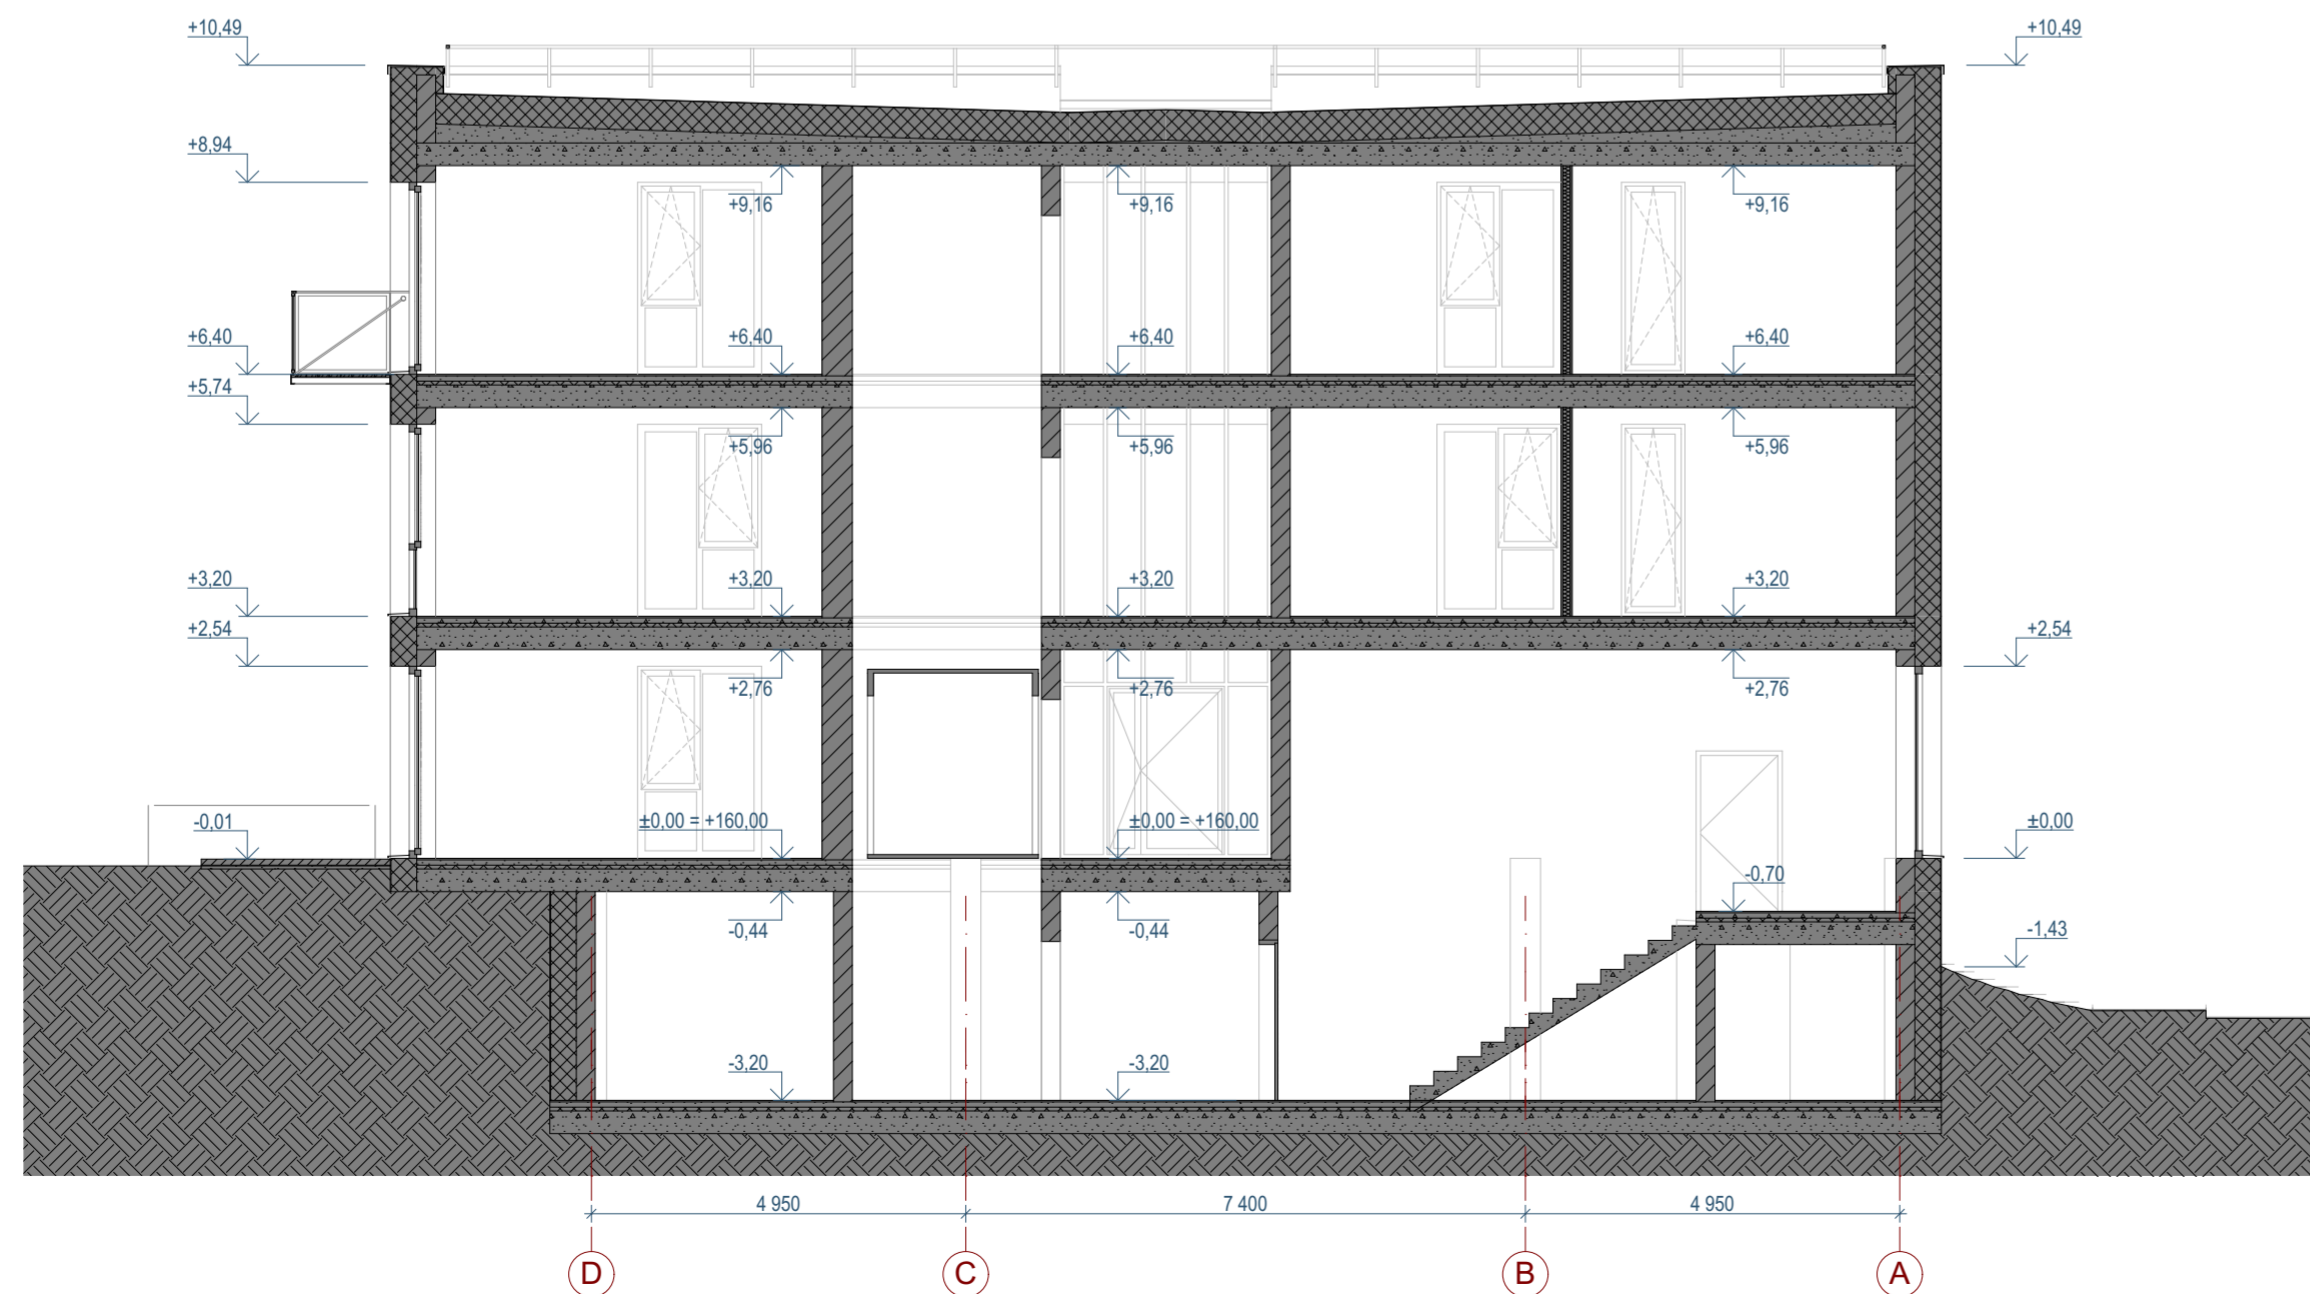 +10,49 +10,49
+8,94
+9,16 +9,16 +9,16
+6,40 +6,40 +6,40 +6,40
+5,74
+5,96 +5,96 +5,96
+3,20 +3,20 +3,20 +3,20
+2,54 +2,54
+2,76 +2,76 +2,76
-0,01 ±0,00 = +160,00 ±0,00 = +160,00 ±0,00
-0,70
-0,44 -0,44 -1,43
-3,20 -3,20
4 950 7 400 4 950
D C B A